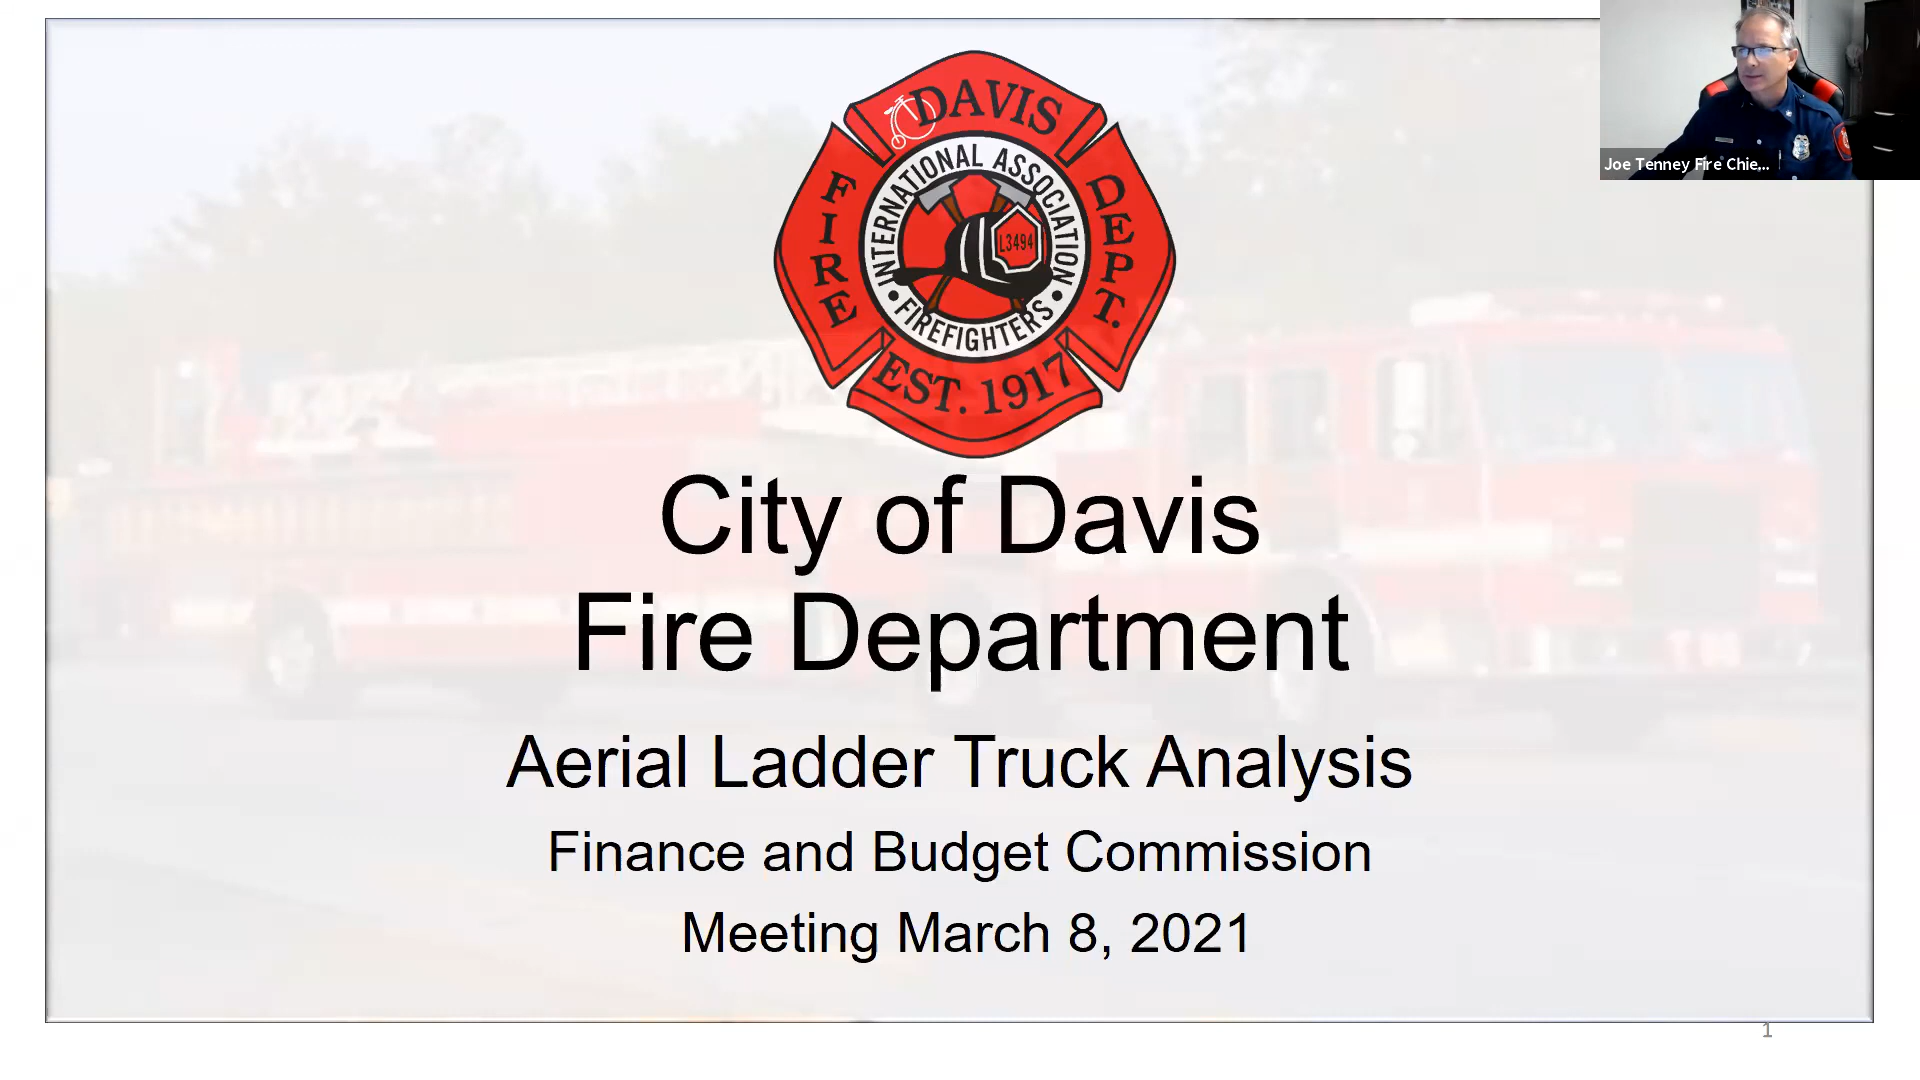 DAVIS
FIRE
DEPT.
INTERNATIONAL ASSOCIATION
• FIREFIGHTERS •
L3494
EST. 1917
City of Davis
Fire Department
Aerial Ladder Truck Analysis
Finance and Budget Commission
Meeting March 8, 2021
Joe Tenney Fire Chie...
1